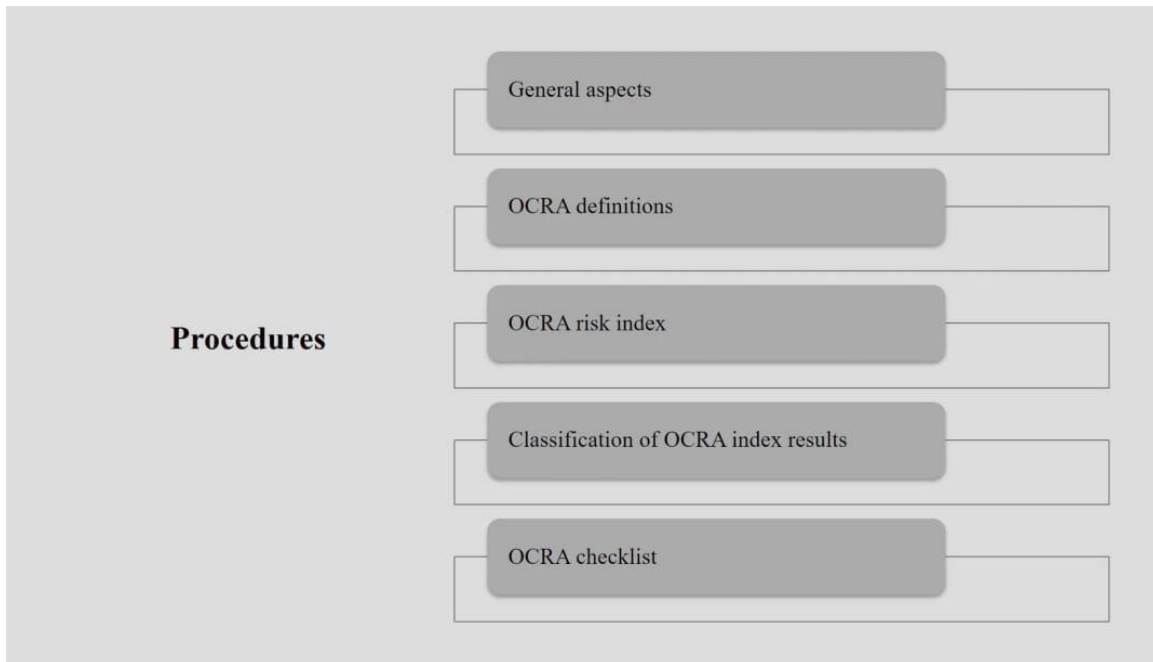 Procedures
General aspects
OCRA definitions
OCRA risk index
Classification of OCRA index results
OCRA checklist